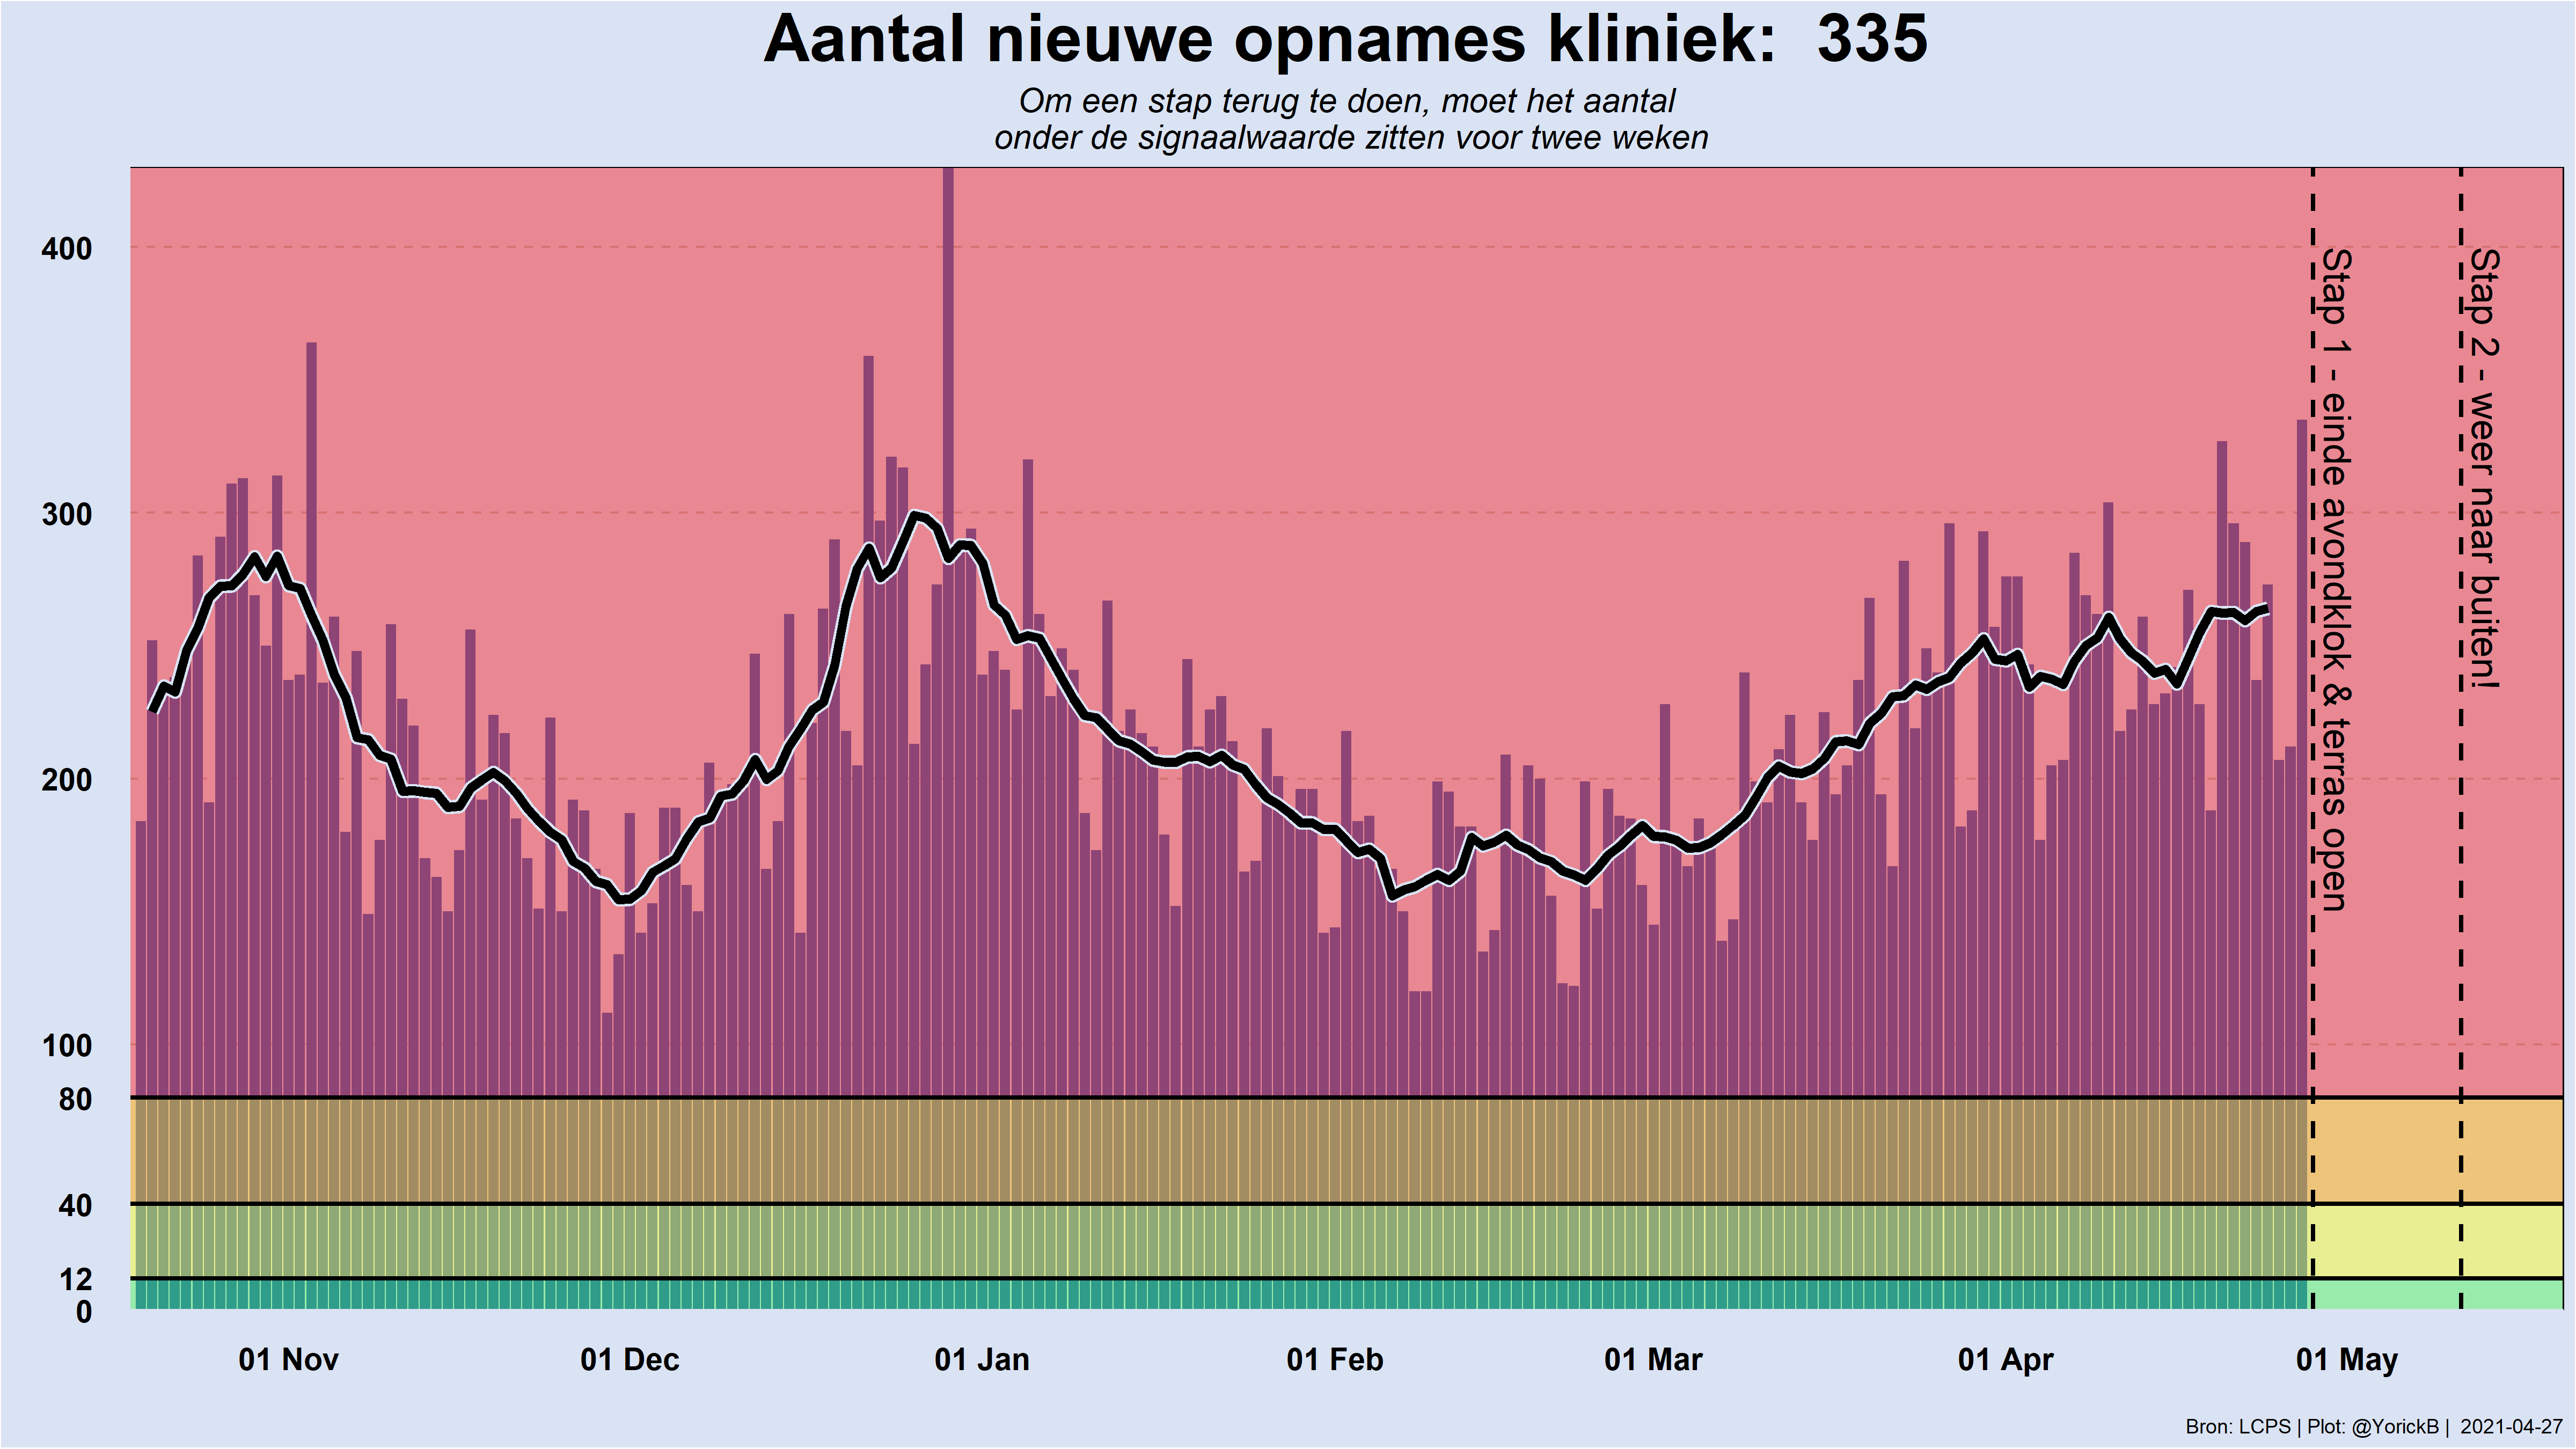 Aantal nieuwe opnames kliniek:  335
Om een stap terug te doen, moet het aantal
onder de signaalwaarde zitten voor twee weken
400
300
200
100
80
40
12
0
Stap 1 - einde avondklok & terras open
Stap 2 - weer naar buiten!
01 Nov
01 Dec
01 Jan
01 Feb
01 Mar
01 Apr
01 May
Bron: LCPS | Plot: @YorickB |  2021-04-27